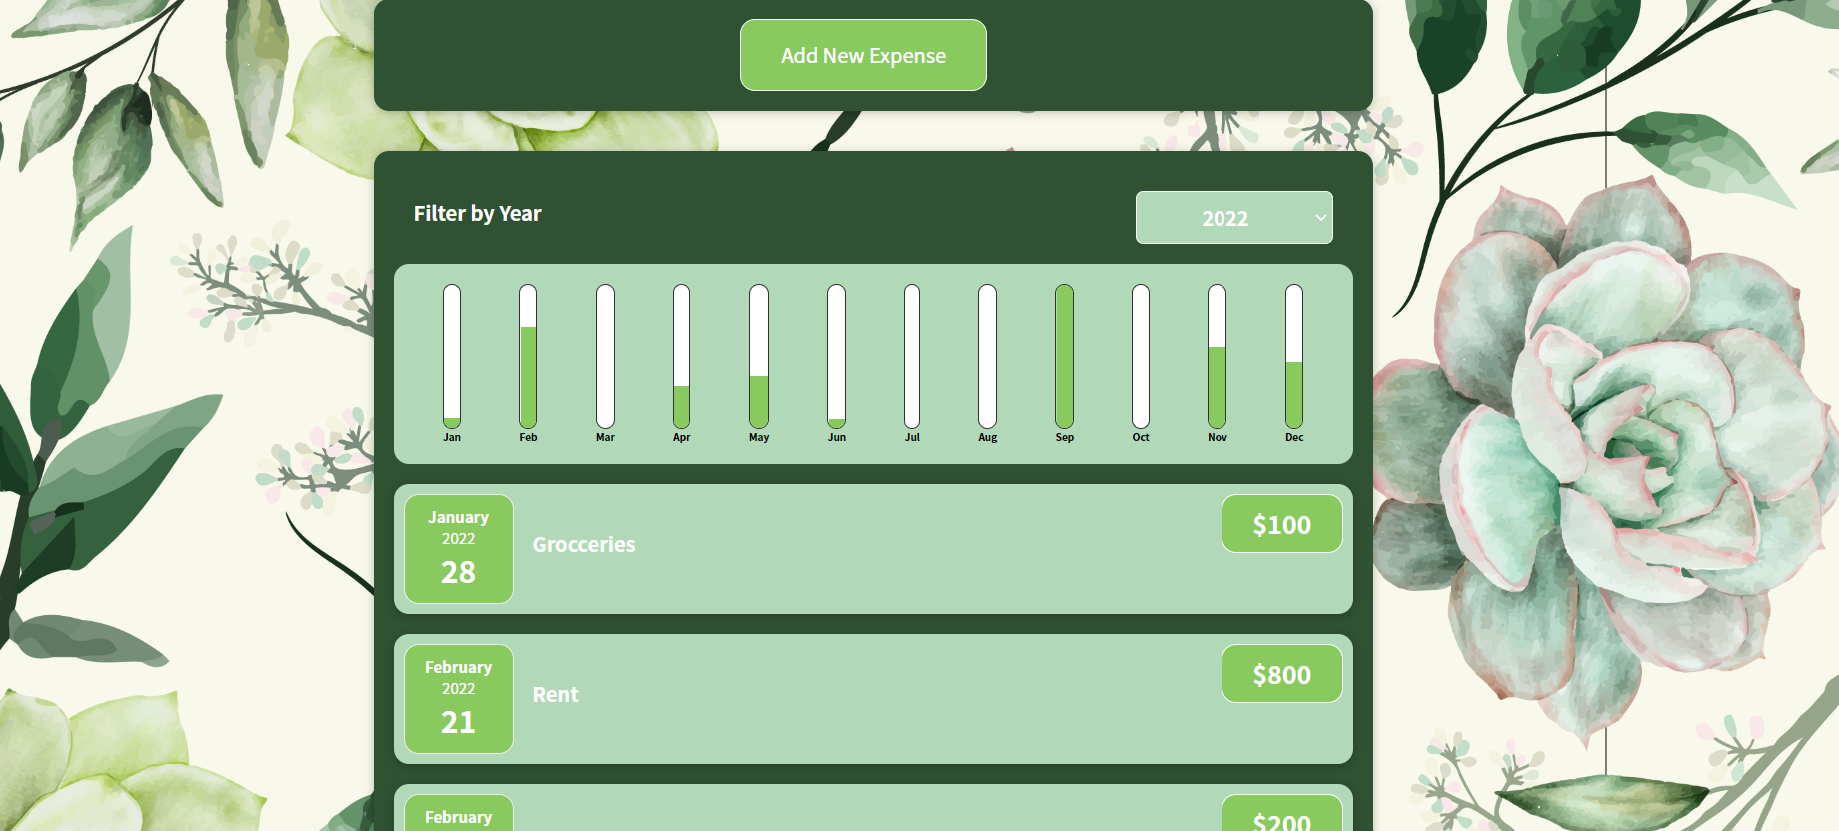 Add New Expense
Filter by Year
2022
Jan Feb Mar Apr May Jun Jul Aug Sep Oct Nov Dec
January
2022
28
Grocceries
$100
February
2022
21
Rent
$800
February
$200